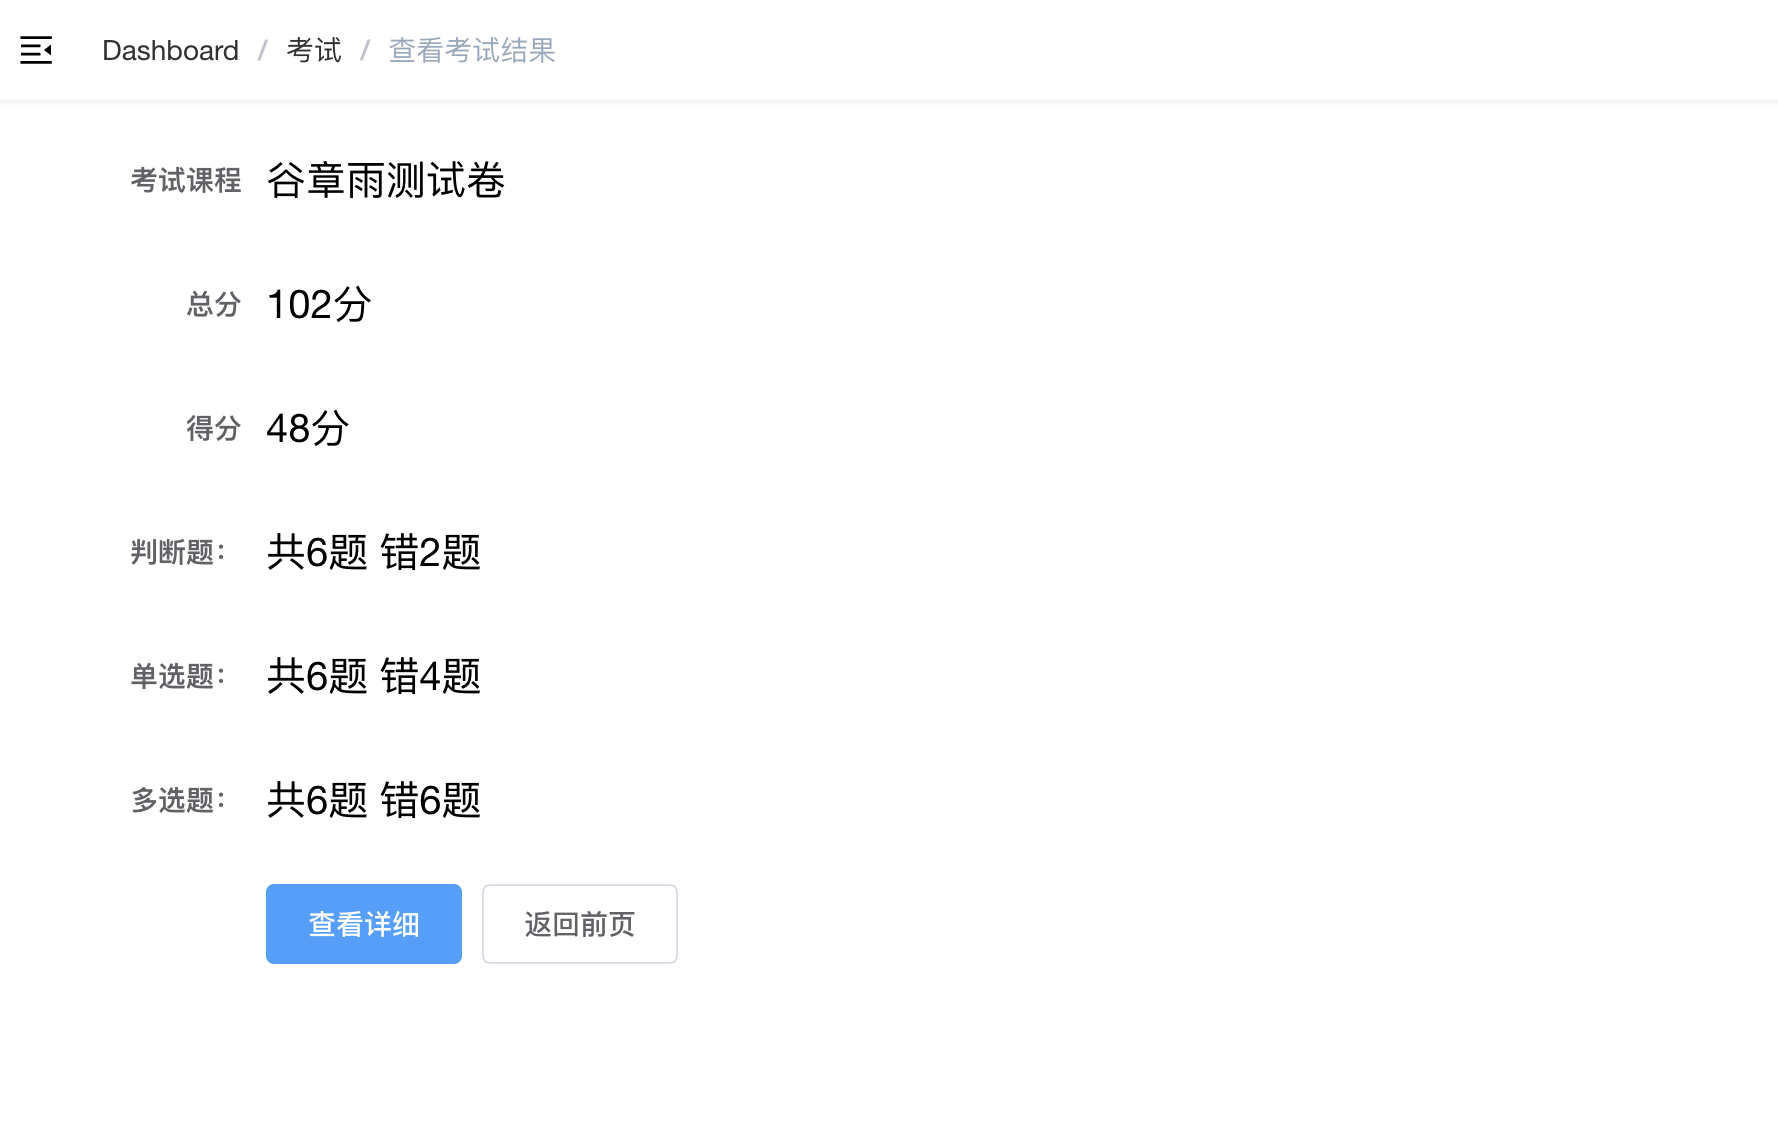 Dashboard / 考试 / 查看考试结果
考试课程 谷章雨测试卷
总分 102分
得分 48分
判断题： 共6题 错2题
单选题： 共6题 错4题
多选题： 共6题 错6题
查看详细 返回前页